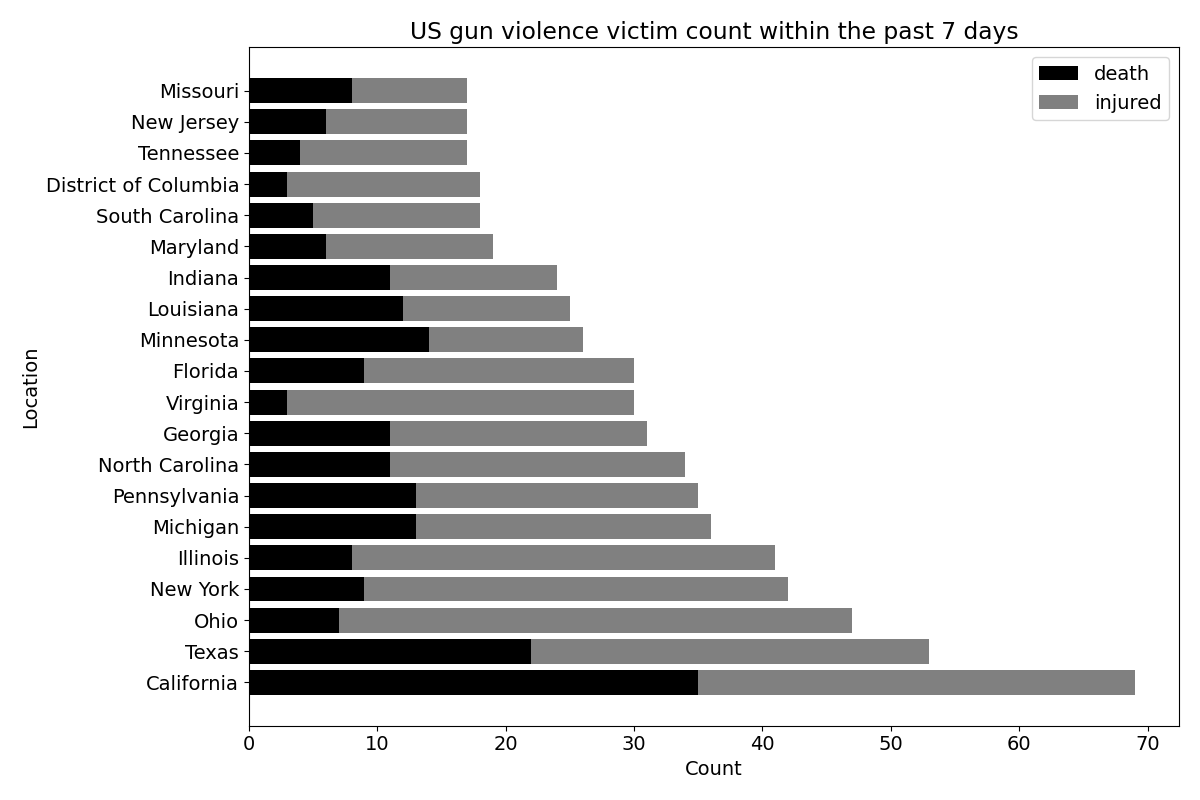 US gun violence victim count within the past 7 days
death
injured
Missouri
New Jersey
Tennessee
District of Columbia
South Carolina
Maryland
Indiana
Louisiana
Minnesota
Florida
Virginia
Georgia
North Carolina
Pennsylvania
Michigan
Illinois
New York
Ohio
Texas
California
Location
0 10 20 30 40 50 60 70
Count